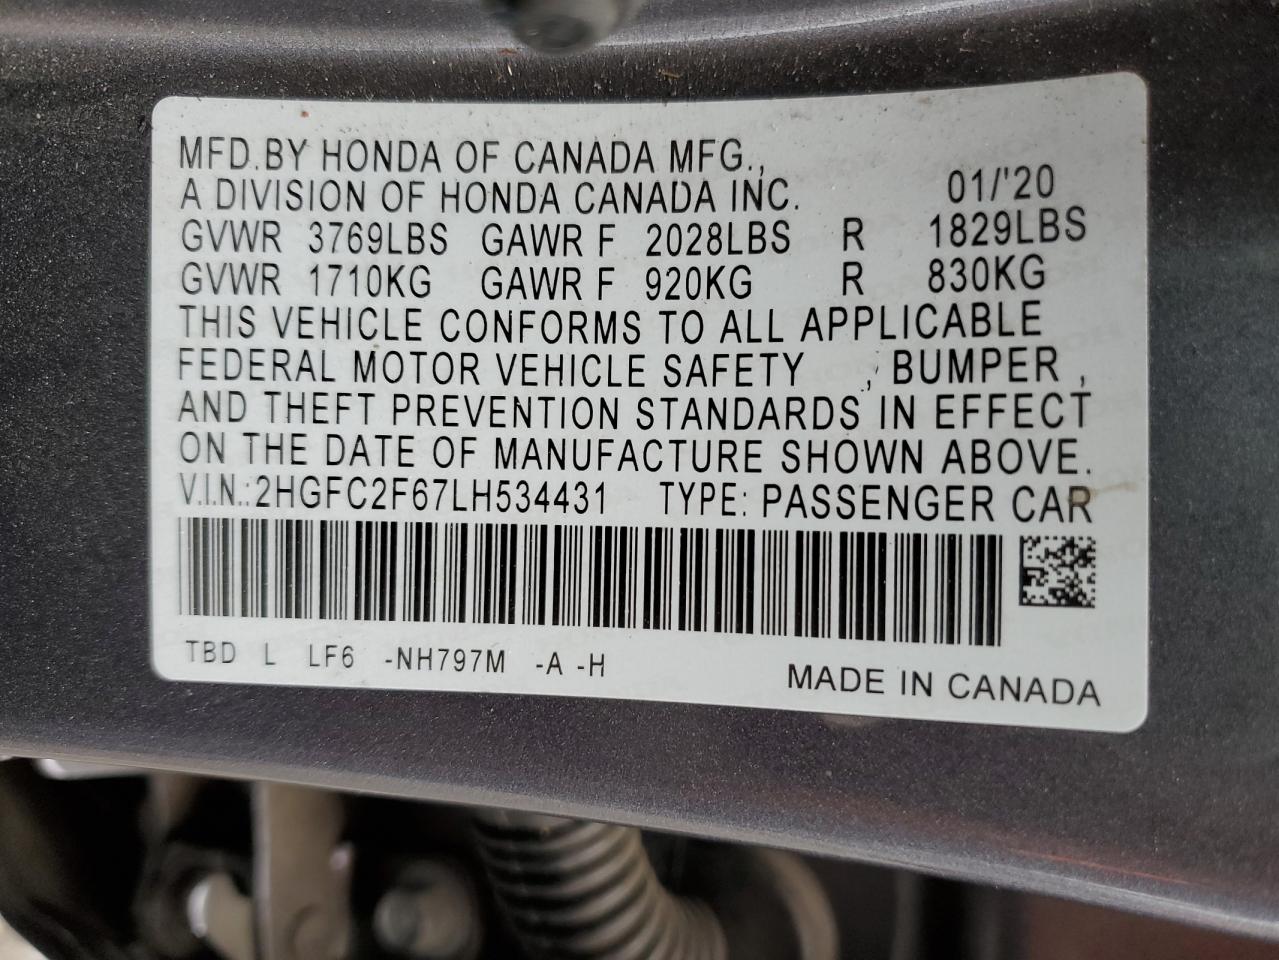 MFD.BY HONDA OF CANADA MFG.,
A DIVISION OF HONDA CANADA INC. 01/'20
GVWR 3769LBS GAWR F 2028LBS R 1829LBS
GVWR 1710KG GAWR F 920KG R 830KG
THIS VEHICLE CONFORMS TO ALL APPLICABLE
FEDERAL MOTOR VEHICLE SAFETY , BUMPER ,
AND THEFT PREVENTION STANDARDS IN EFFECT
ON THE DATE OF MANUFACTURE SHOWN ABOVE.
V.I.N.:2HGFC2F67LH534431 TYPE: PASSENGER CAR
TBD L LF6 -NH797M -A -H
MADE IN CANADA